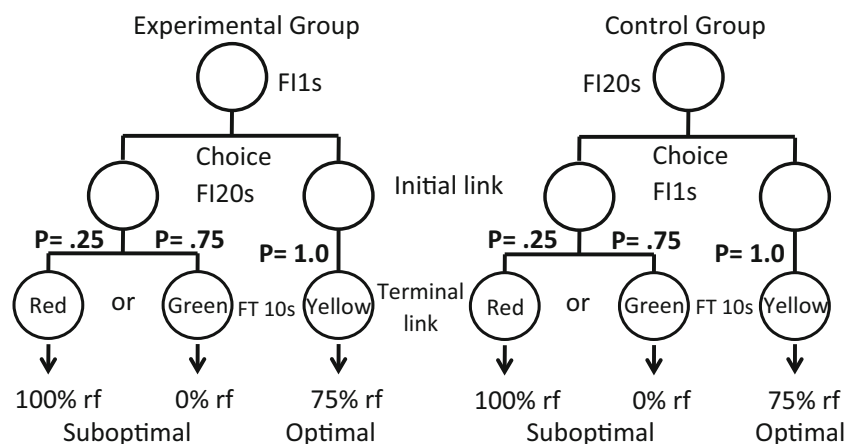 Experimental Group
FI1s
Choice
FI20s
Initial link
P= .25
P= .75
P= 1.0
Red
or
Green
FT 10s
Yellow
Terminal
link
100% rf
0% rf
75% rf
Suboptimal
Optimal
Control Group
FI20s
Choice
FI1s
P= .25
P= .75
P= 1.0
Red
or
Green
FT 10s
Yellow
100% rf
0% rf
75% rf
Suboptimal
Optimal